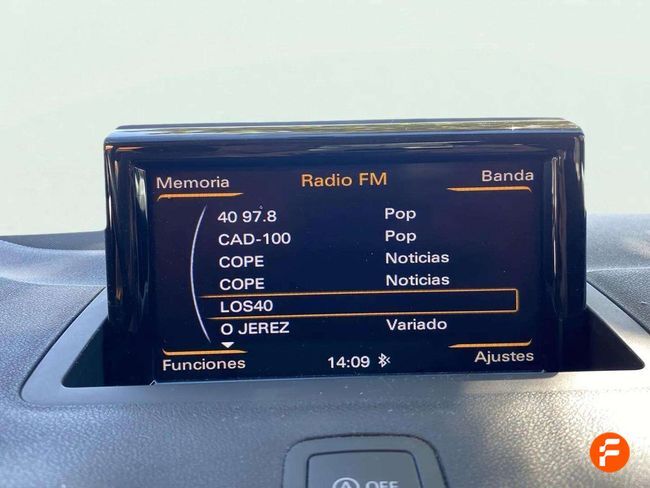 Memoria Radio FM Banda
40 97.8 Pop
CAD-100 Pop
COPE Noticias
COPE Noticias
LOS40
O JEREZ Variado
Funciones 14:09 Ajustes
A OFF